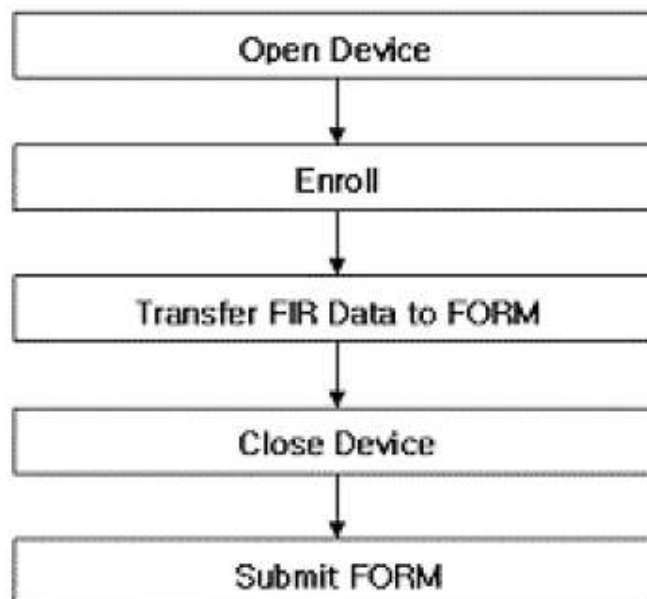 Open Device
Enroll
Transfer FIR Data to FORM
Close Device
Submit FORM